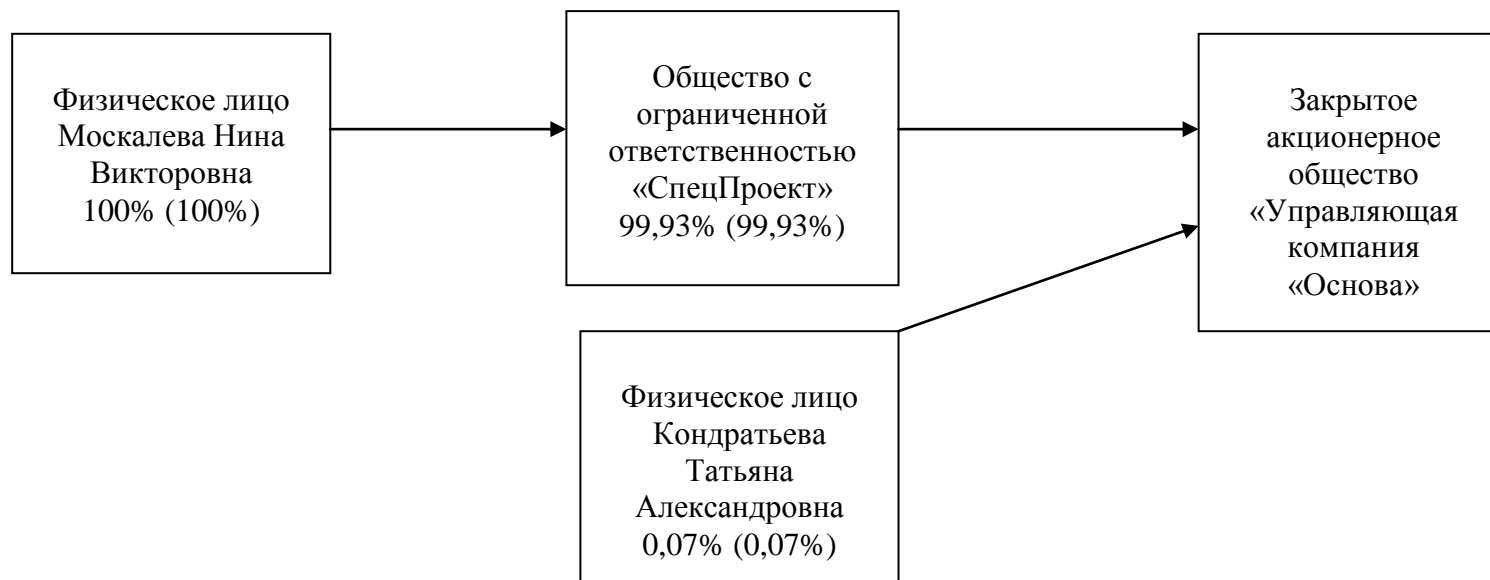 Физическое лицо
Москалева Нина
Викторовна
100% (100%)
Общество с
ограниченной
ответственностью
«СпецПроект»
99,93% (99,93%)
Закрытое
акционерное
общество
«Управляющая
компания
«Основа»
Физическое лицо
Кондратьева
Татьяна
Александровна
0,07% (0,07%)